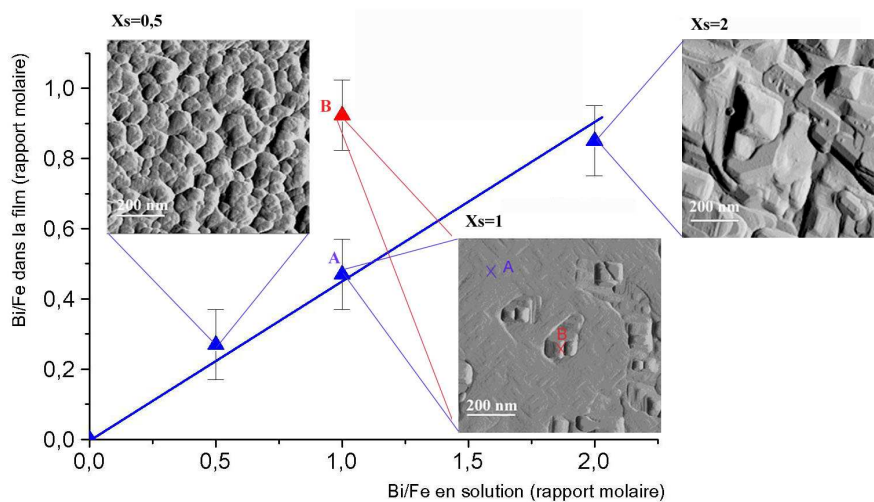 Xs=0,5
Xs=2
200 nm
200 nm
B
A
Xs=1
A
B
200 nm
1,0
0,8
0,6
0,4
0,2
0,0
Bi/Fe dans la film (rapport molaire)
0,0
0,5
1,0
1,5
2,0
Bi/Fe en solution (rapport molaire)